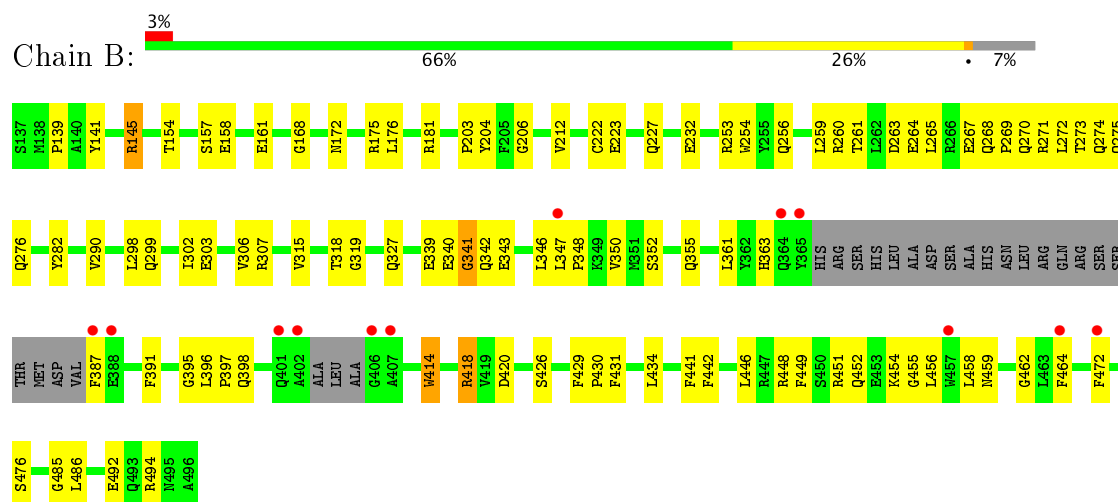 3%
Chain B:
66% 26% • 7%
S137 M138 P139 A140 Y141 R145 T154 S157 E158 E161 G168 N172 R175 L176 R181 P203 Y204 F205 G206 V212 C222 E223 Q227 E232 R253 W254 Y255 Q256 L259 R260 T261 L262 D263 E264 L265 R266 E267 Q268 P269 Q270 R271 L272 T273 Q274 Q275
Q276 Y282 V290 L298 Q299 I302 E303 V306 R307 V315 T318 G319 Q327 E339 E340 G341 Q342 E343 L346 L347 P348 K349 V350 M351 S352 Q355 L361 Y362 H363 Q364 Y365 HIS ARG SER HIS LEU ALA ASP SER ALA HIS ASN LEU ARG GLN ARG SER SER
THR MET ASP VAL F387 E388 F391 G395 L396 P397 Q398 Q401 A402 ALA LEU ALA G406 A407 W414 R418 V419 D420 S426 F429 P430 F431 L434 F441 F442 L446 R447 R448 F449 S450 R451 Q452 E453 K454 G455 L456 W457 L458 N459 G462 L463 F464 F472
S476 G485 L486 E492 Q493 R494 N495 A496